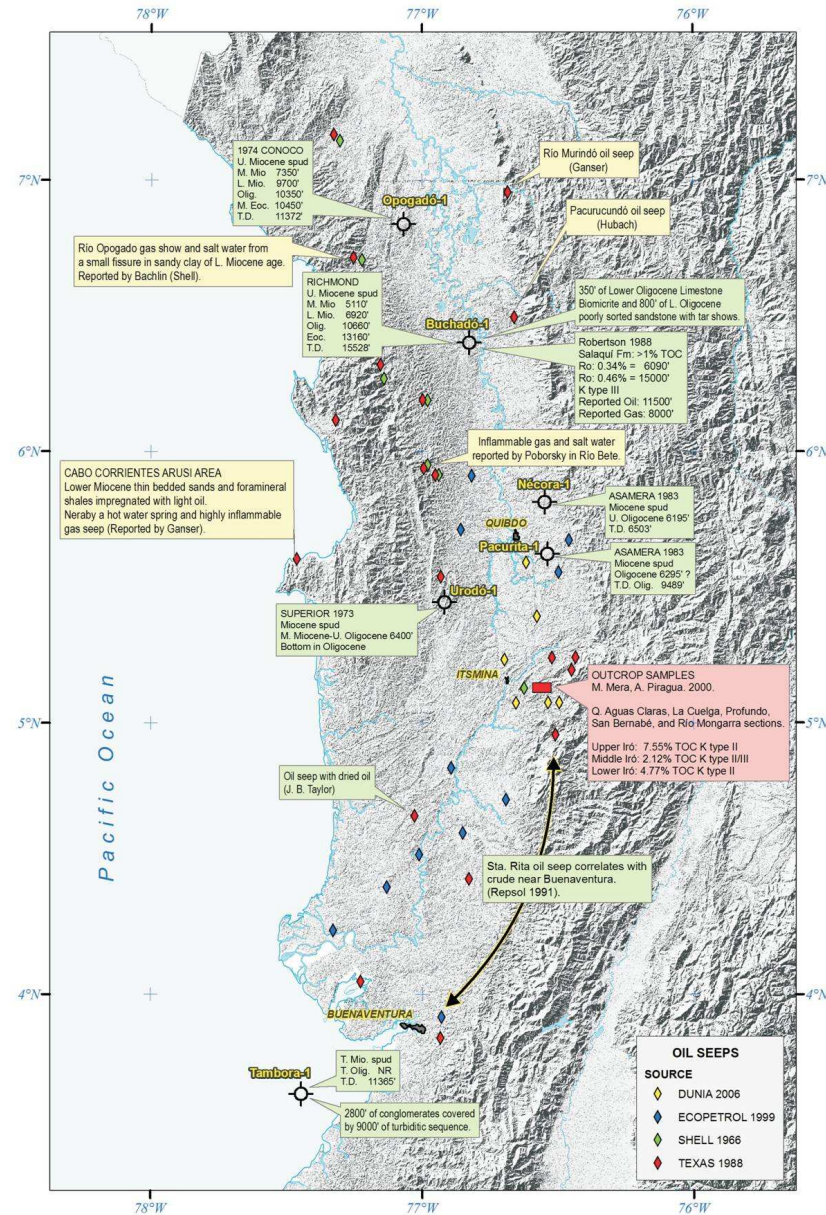 78°W
77°W
76°W
7°N
7°N
1974 CONOCO
U. Miocene spud
M. Mio 7350'
L. Mio. 9700'
Olig. 10350'
M. Eoc. 10450'
T.D. 11372'
Opogadó-1
Río Murindó oil seep
(Ganser)
Pacurucundó oil seep
(Hubach)
Río Opogado gas show and salt water from
a small fissure in sandy clay of L. Miocene age.
Reported by Bachlin (Shell).
RICHMOND
U. Miocene spud
M. Mio 5110'
L. Mio. 6920'
Olig. 10660'
Eoc. 13160'
T.D. 15528'
Buchadó-1
350' of Lower Oligocene Limestone
Biomicrite and 800' of L. Oligocene
poorly sorted sandstone with tar shows.
Robertson 1988
Salaquí Fm: >1% TOC
Ro: 0.34% = 6090'
Ro: 0.46% = 15000'
K type III
Reported Oil: 11500'
Reported Gas: 8000'
6°N
6°N
Inflammable gas and salt water
reported by Poborsky in Río Bete.
CABO CORRIENTES ARUSI AREA
Lower Miocene thin bedded sands and foramineral
shales impregnated with light oil.
Neraby a hot water spring and highly inflammable
gas seep (Reported by Ganser).
Nécora-1
ASAMERA 1983
Miocene spud
U. Oligocene 6195'
T.D. 6503'
QUIBDO
Pacurita-1
ASAMERA 1983
Miocene spud
Oligocene 6295' ?
T.D. Olig. 9489'
Urodó-1
SUPERIOR 1973
Miocene spud
M. Miocene-U. Oligocene 6400'
Bottom in Oligocene
ITSMINA
OUTCROP SAMPLES
M. Mera, A. Piragua. 2000.
Q. Aguas Claras, La Cuelga, Profundo,
San Bernabé, and Río Mongarra sections.
Upper Iró: 7.55% TOC K type II
Middle Iró: 2.12% TOC K type II/III
Lower Iró: 4.77% TOC K type II
5°N
5°N
Pacific Ocean
Oil seep with dried oil
(J. B. Taylor)
Sta. Rita oil seep correlates with
crude near Buenaventura.
(Repsol 1991).
4°N
4°N
BUENAVENTURA
Tambora-1
T. Mio. spud
T. Olig. NR
T.D. 11365'
2800' of conglomerates covered
by 9000' of turbiditic sequence.
OIL SEEPS
SOURCE
DUNIA 2006
ECOPETROL 1999
SHELL 1966
TEXAS 1988
78°W
77°W
76°W